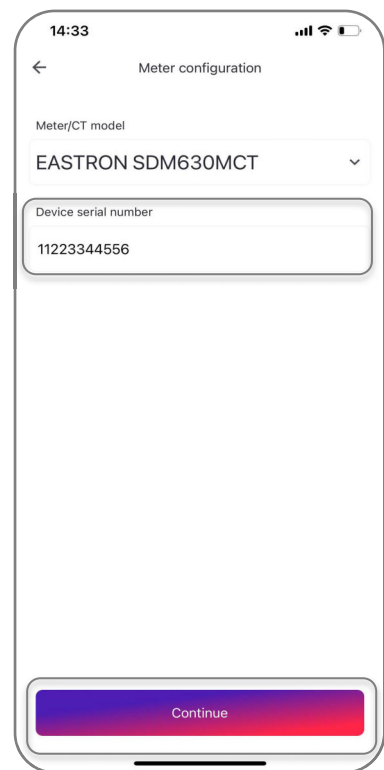 14:33
Meter configuration
Meter/CT model
EASTRON SDM630MCT
Device serial number
11223344556
Continue